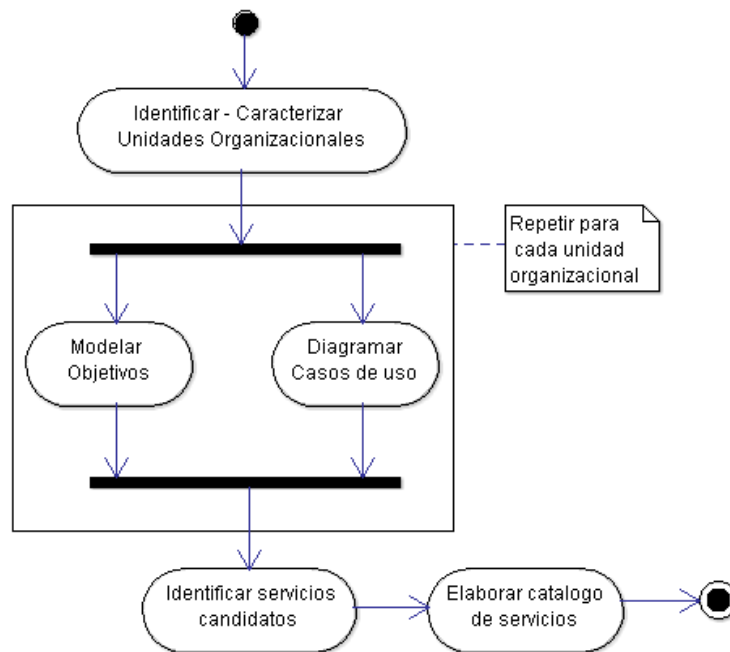 Identificar - Caracterizar
Unidades Organizacionales
Repetir para
cada unidad
organizacional
Modelar
Objetivos
Diagramar
Casos de uso
Identificar servicios
candidatos
Elaborar catalogo
de servicios